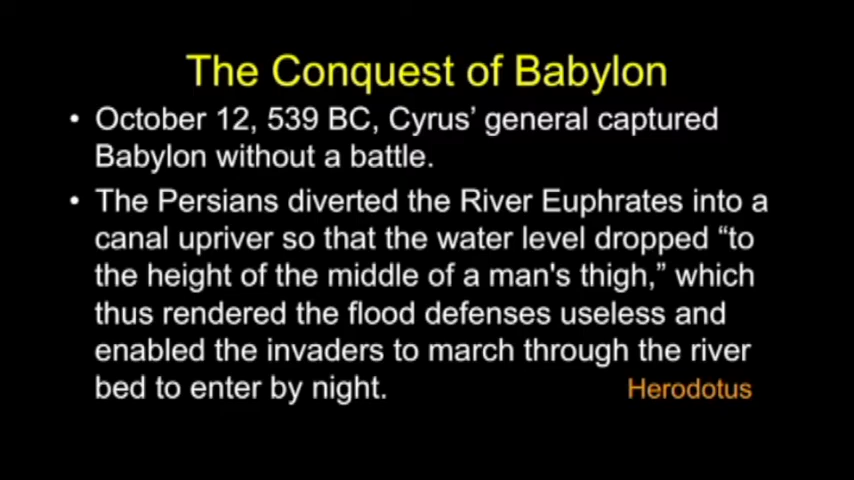 The Conquest of Babylon
• October 12, 539 BC, Cyrus’ general captured
Babylon without a battle.
• The Persians diverted the River Euphrates into a
canal upriver so that the water level dropped “to
the height of the middle of a man's thigh,” which
thus rendered the flood defenses useless and
enabled the invaders to march through the river
bed to enter by night. Herodotus